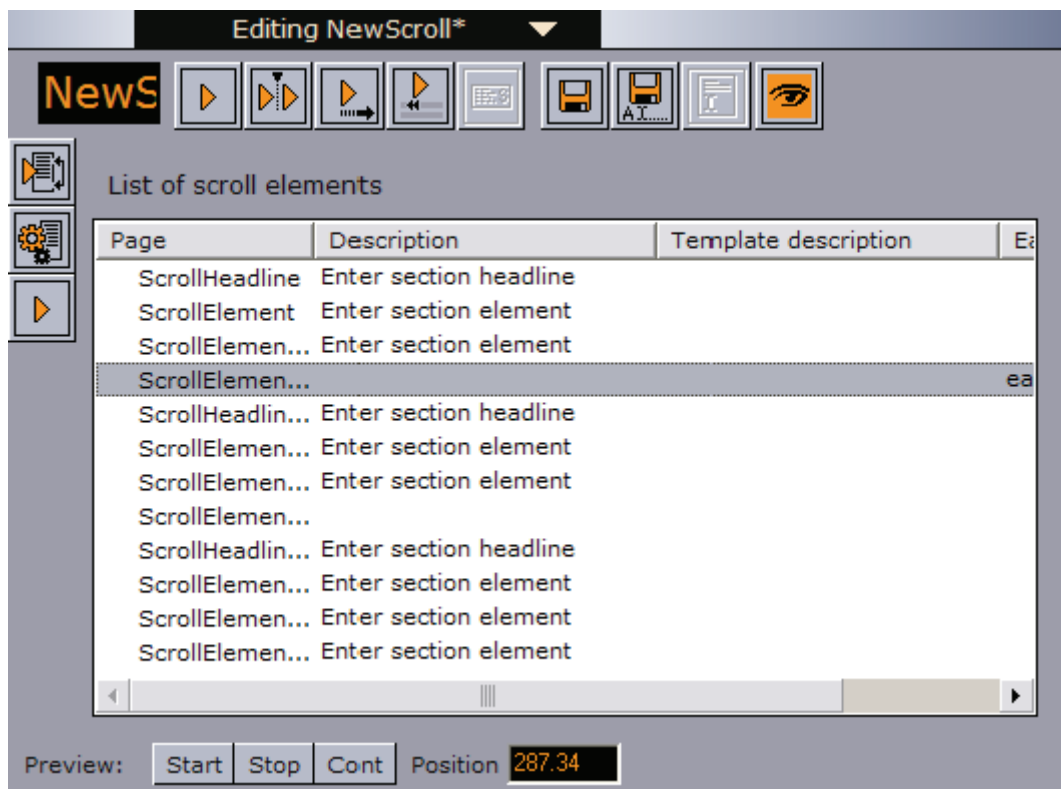 Editing NewScroll*
NewS
AI.....
List of scroll elements
Page Description Template description Ea
ScrollHeadline Enter section headline
ScrollElement Enter section element
ScrollElemen... Enter section element
ScrollElemen... ea
ScrollHeadlin... Enter section headline
ScrollElemen... Enter section element
ScrollElemen... Enter section element
ScrollElemen...
ScrollHeadlin... Enter section headline
ScrollElemen... Enter section element
ScrollElemen... Enter section element
ScrollElemen... Enter section element
Preview: Start Stop Cont Position 287.34